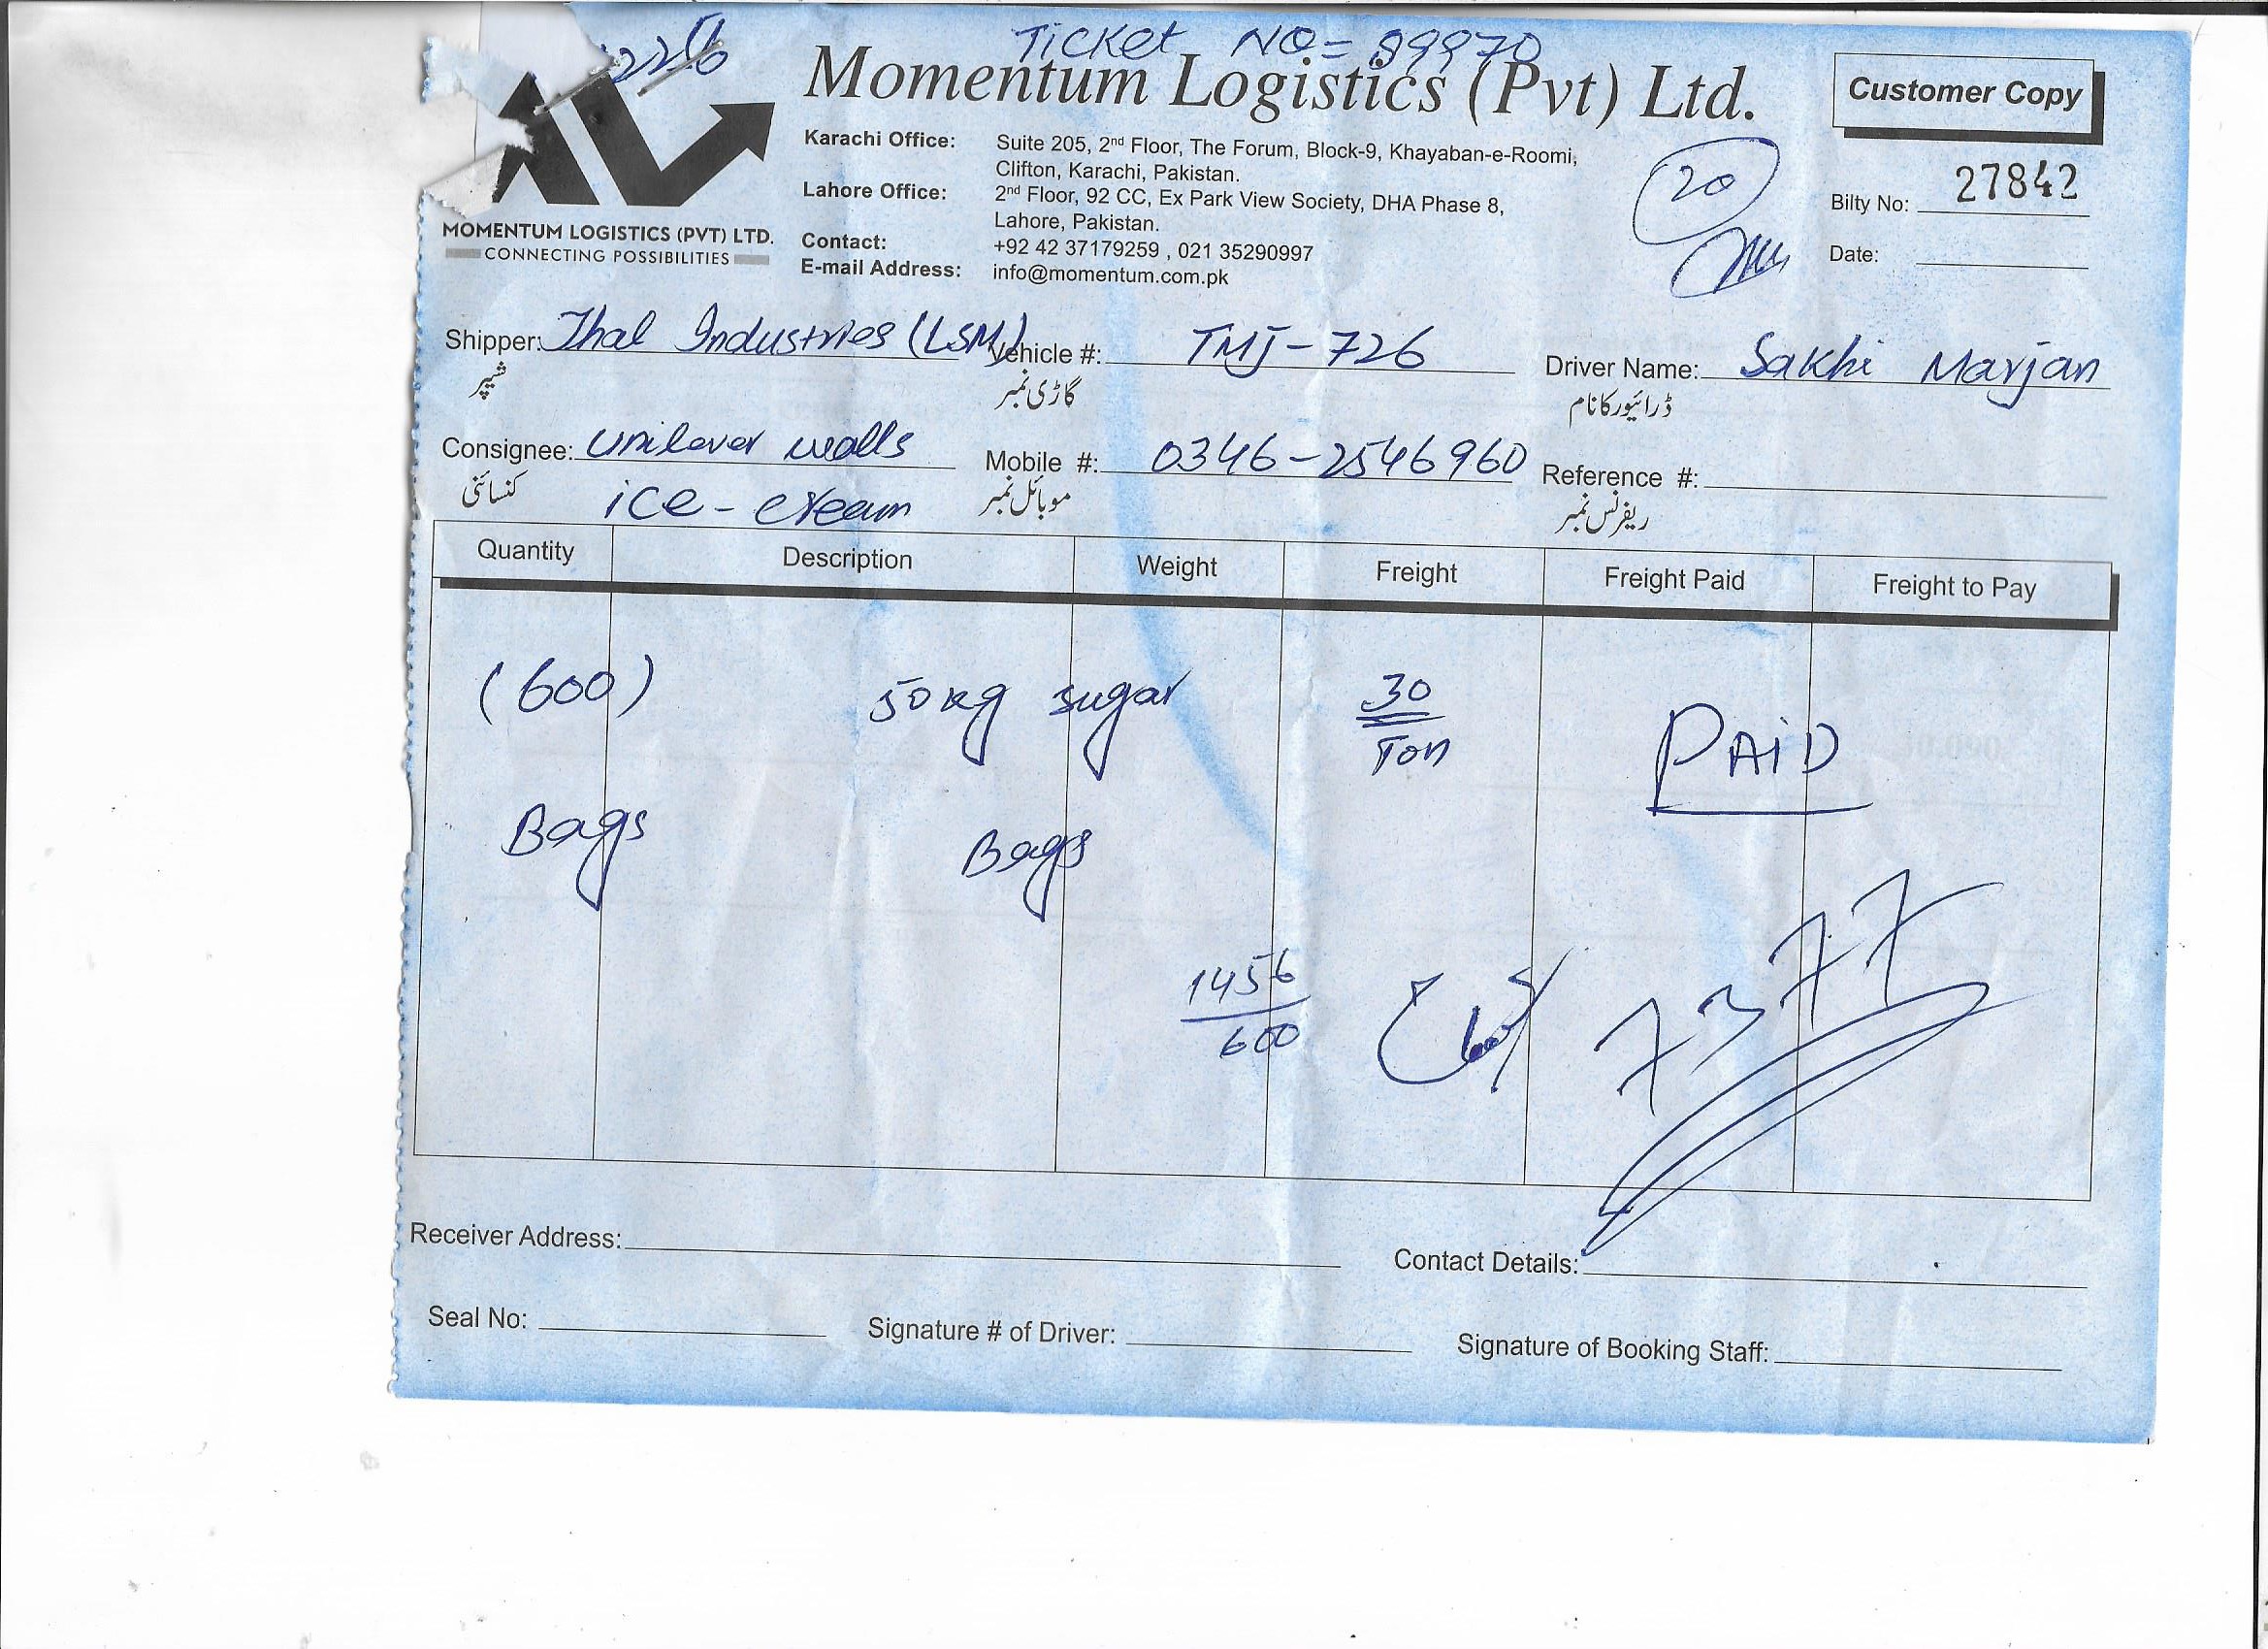 TICKET NO= 89970
Momentum Logistics (Pvt) Ltd.
Customer Copy
Karachi Office: Suite 205, 2nd Floor, The Forum, Block-9, Khayaban-e-Roomi,
Clifton, Karachi, Pakistan.
Lahore Office: 2nd Floor, 92 CC, Ex Park View Society, DHA Phase 8,
Lahore, Pakistan.
Contact: +92 42 37179259 , 021 35290997
E-mail Address: info@momentum.com.pk
MOMENTUM LOGISTICS (PVT) LTD.
CONNECTING POSSIBILITIES
20
Bilty No: 27842
Date:
Shipper: Thal Industries (LSM) Vehicle #: TMJ-726 Driver Name: Sakhi Marjan
شیپر گاڑی نمبر ڈرائیور کا نام
Consignee: Unilever walls Mobile #: 0346-2546960 Reference #:
کنسائنی ice-cream موبائل نمبر ریفرنس نمبر
Quantity Description Weight Freight Freight Paid Freight to Pay
(600) 50 kg sugar 30 PAID
Ton
Bags Bags
1456
600
7377
Receiver Address: Contact Details:
Seal No: Signature # of Driver: Signature of Booking Staff: